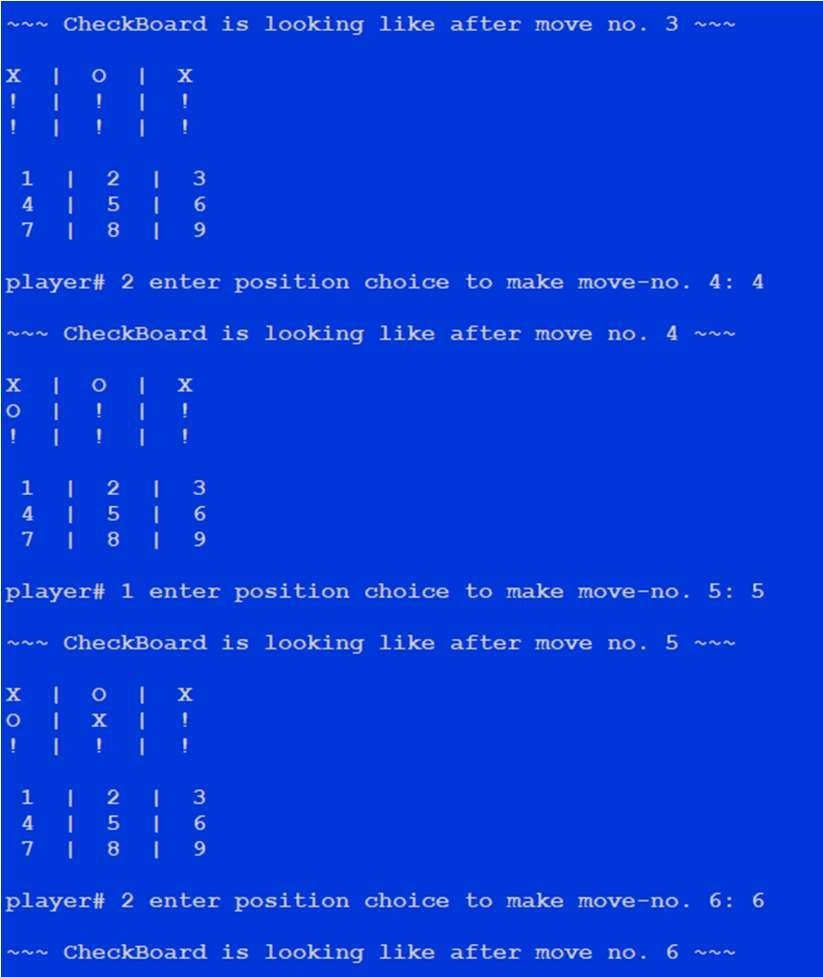 ~~~ CheckBoard is looking like after move no. 3 ~~~
X | O | X
! | ! | !
! | ! | !
1 | 2 | 3
4 | 5 | 6
7 | 8 | 9
player# 2 enter position choice to make move-no. 4: 4
~~~ CheckBoard is looking like after move no. 4 ~~~
X | O | X
O | ! | !
! | ! | !
1 | 2 | 3
4 | 5 | 6
7 | 8 | 9
player# 1 enter position choice to make move-no. 5: 5
~~~ CheckBoard is looking like after move no. 5 ~~~
X | O | X
O | X | !
! | ! | !
1 | 2 | 3
4 | 5 | 6
7 | 8 | 9
player# 2 enter position choice to make move-no. 6: 6
~~~ CheckBoard is looking like after move no. 6 ~~~